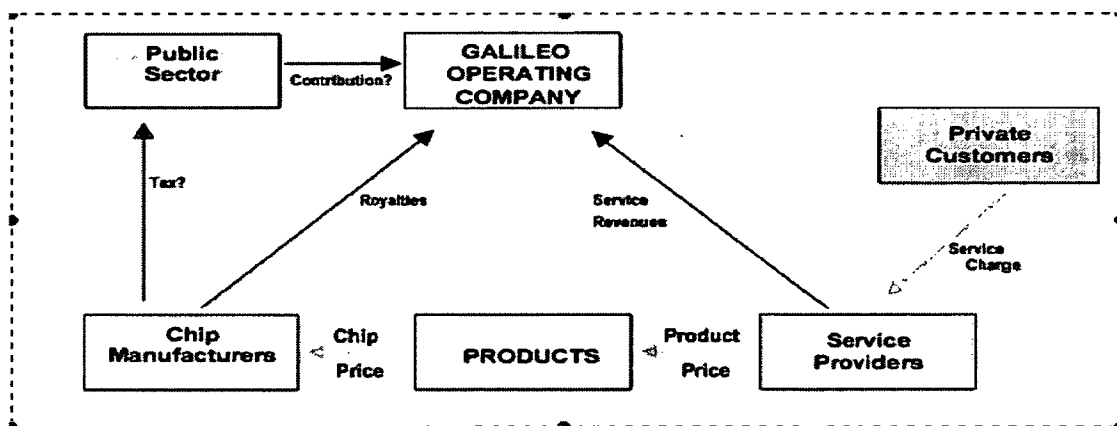 Public
Sector
Contribution?
GALILEO
OPERATING
COMPANY
Private
Customers
Tax?
Royalties
Service
Revenues
Service
Charge
Chip
Manufacturers
Chip
Price
PRODUCTS
Product
Price
Service
Providers